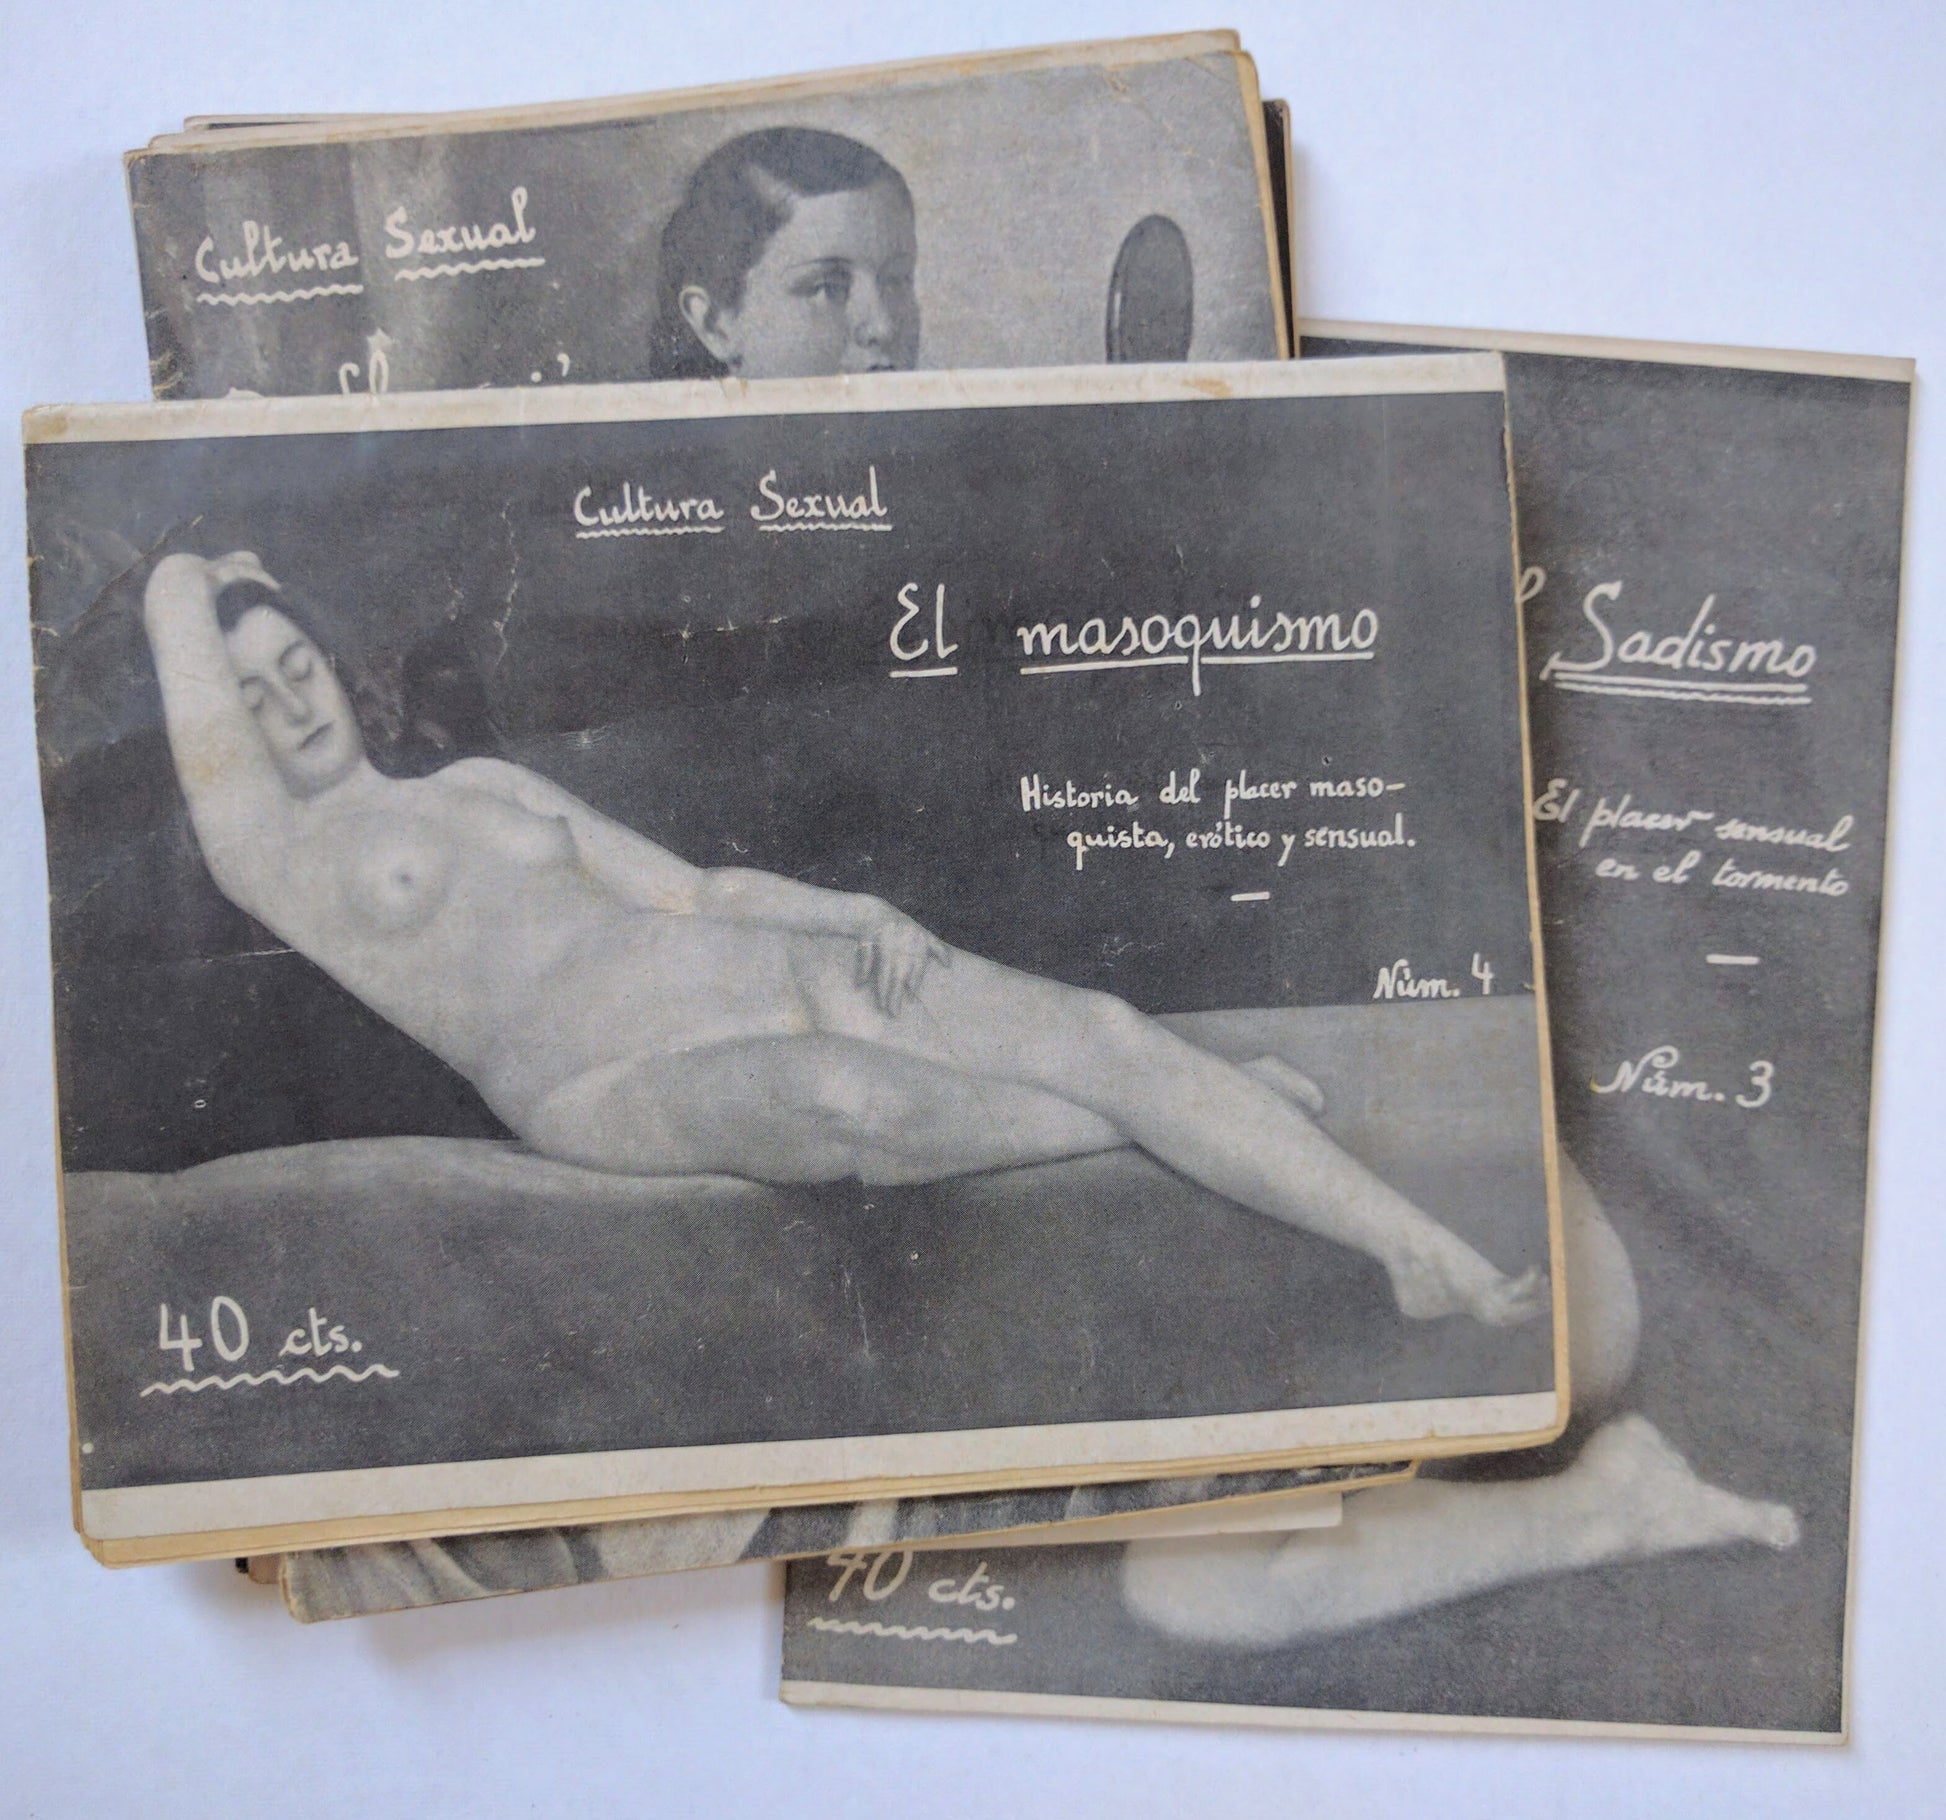 Cultura Sexual
Cultura Sexual
El masoquismo
Historia del placer maso-
quista, erótico y sensual.
Núm. 4
40 cts.
Sadismo
El placer sensual
en el tormento
Núm. 3
40 cts.